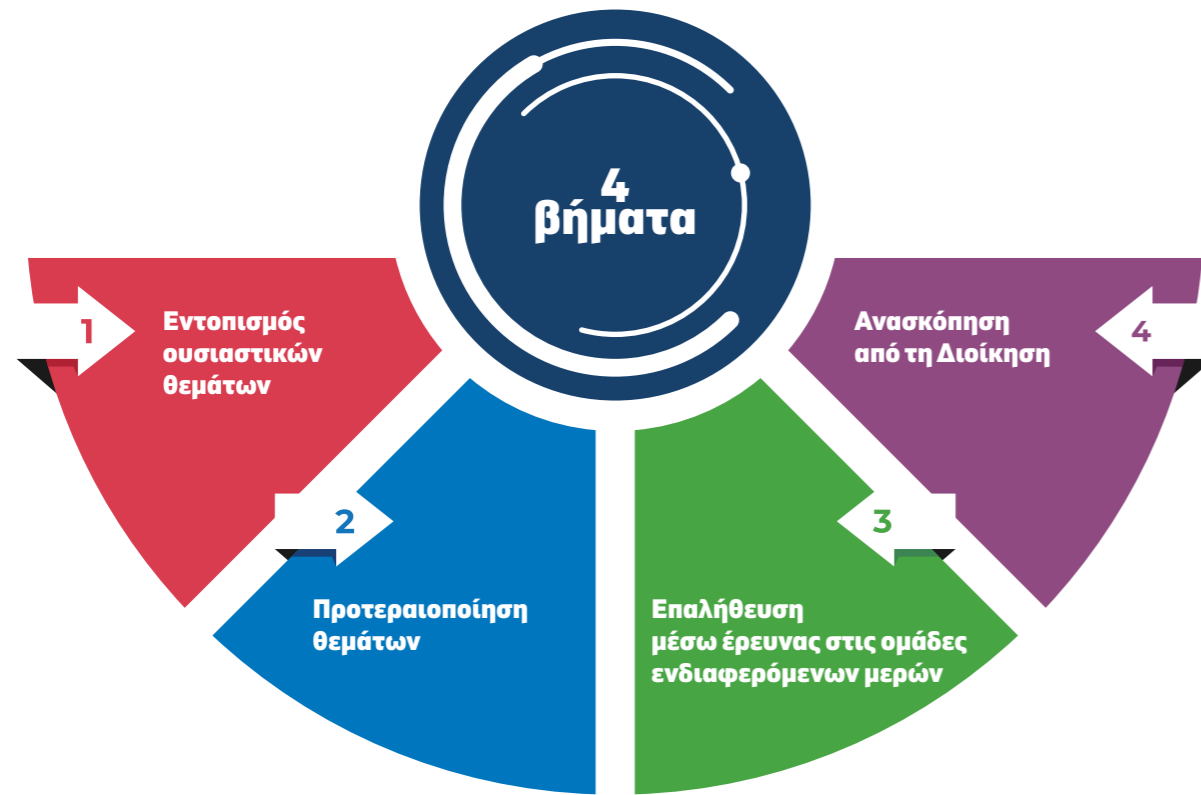 4
βήματα
1
Εντοπισμός
ουσιαστικών
θεμάτων
2
Προτεραιοποίηση
θεμάτων
3
Επαλήθευση
μέσω έρευνας στις ομάδες
ενδιαφερόμενων μερών
4
Ανασκόπηση
από τη Διοίκηση